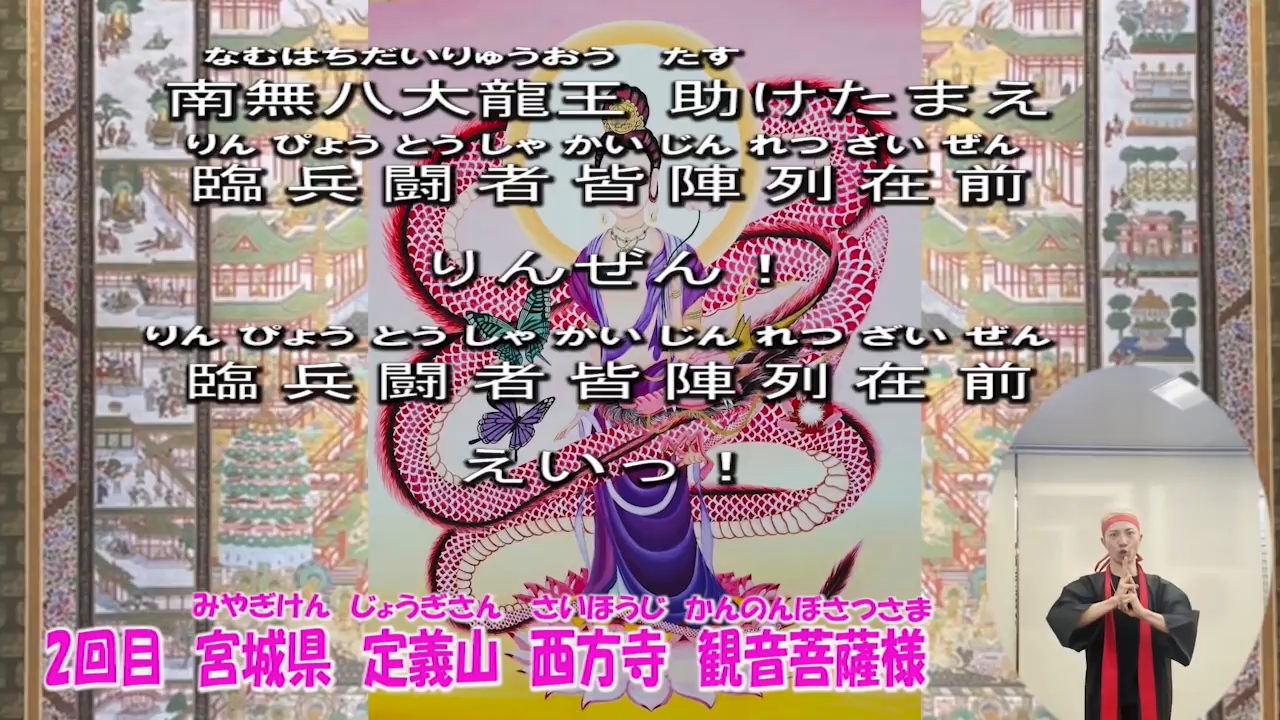 なむはちだいりゅうおう たす
南無八大龍王 助けたまえ
りん ぴょう とう しゃ かい じん れつ ざい ぜん
臨兵闘者皆陣列在前
りんぜん！
りん ぴょう とう しゃ かい じん れつ ざい ぜん
臨兵闘者皆陣列在前
えいっ！
みやぎけん じょうぎさん さいほうじ かんのんぼさつさま
2回目 宮城県 定義山 西方寺 観音菩薩様